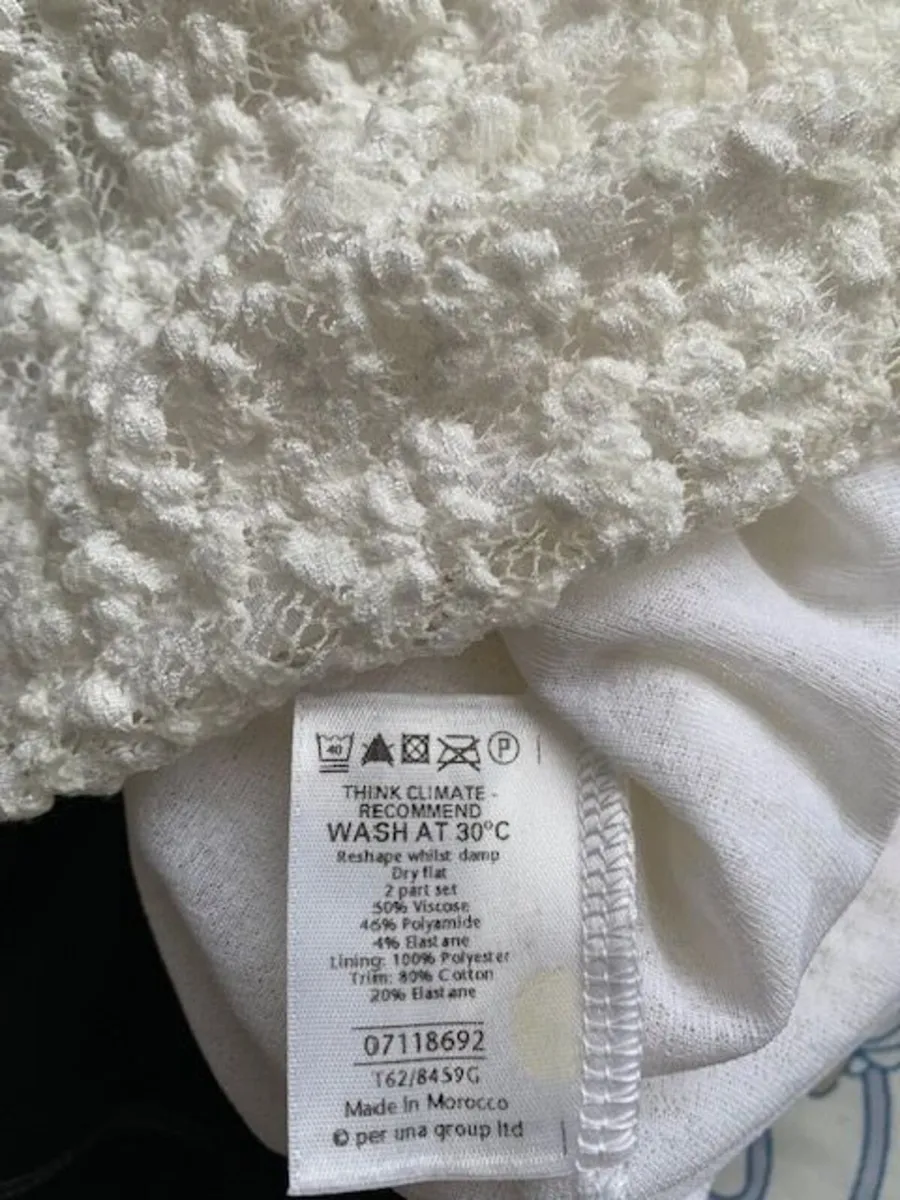 40 P
THINK CLIMATE -
RECOMMEND
WASH AT 30°C
Reshape whilst damp
Dry flat
2 part set
50% Viscose
46% Polyamide
4% Elastane
Lining: 100% Polyester
Trim: 80% Cotton
20% Elastane
07118692
T62/8459G
Made In Morocco
© per una group ltd